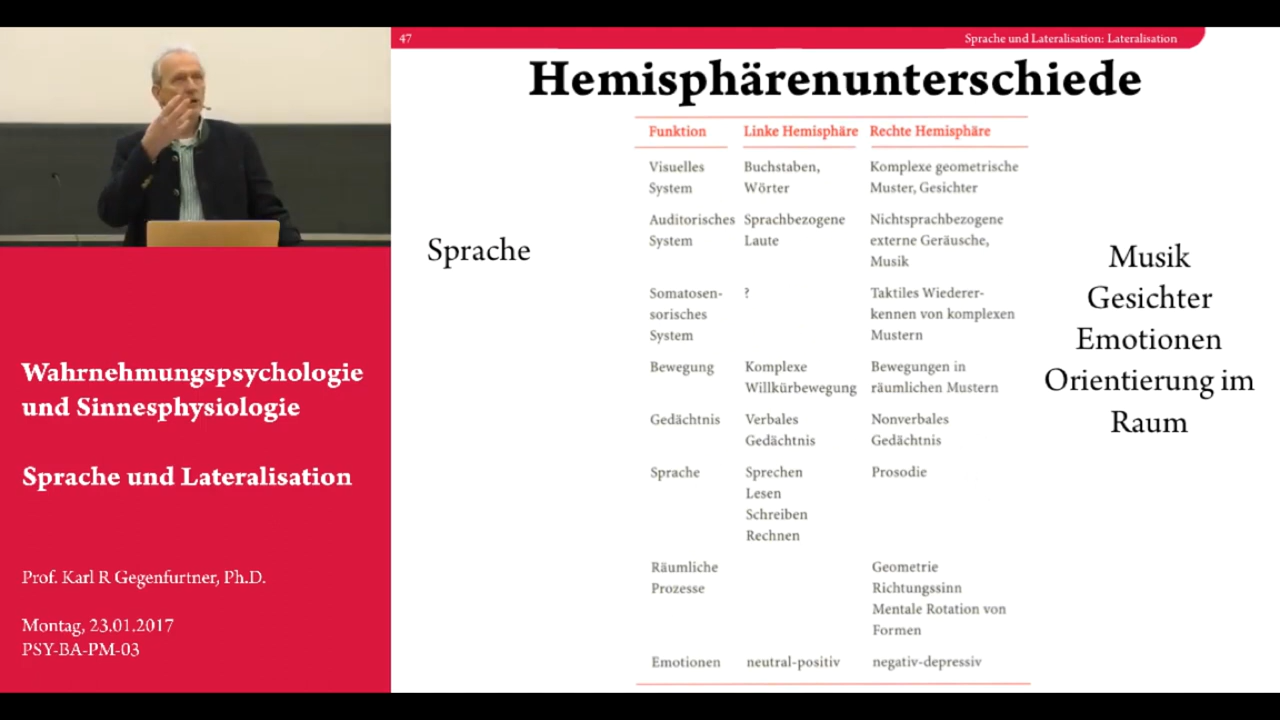 47
Sprache und Lateralisation: Lateralisation
Hemisphärenunterschiede
Funktion Linke Hemisphäre Rechte Hemisphäre
Visuelles Buchstaben, Komplexe geometrische
System Wörter Muster, Gesichter
Auditorisches Sprachbezogene Nichtsprachbezogene
System Laute externe Geräusche,
Musik
Somatosen- ? Taktiles Wiederer-
sorisches kennen von komplexen
System Mustern
Bewegung Komplexe Bewegungen in
Willkürbewegung räumlichen Mustern
Gedächtnis Verbales Nonverbales
Gedächtnis Gedächtnis
Sprache Sprechen Prosodie
Lesen
Schreiben
Rechnen
Räumliche Geometrie
Prozesse Richtungssinn
Mentale Rotation von
Formen
Emotionen neutral-positiv negativ-depressiv
Sprache
Musik
Gesichter
Emotionen
Orientierung im
Raum
Wahrnehmungspsychologie
und Sinnesphysiologie
Sprache und Lateralisation
Prof. Karl R Gegenfurtner, Ph.D.
Montag, 23.01.2017
PSY-BA-PM-03